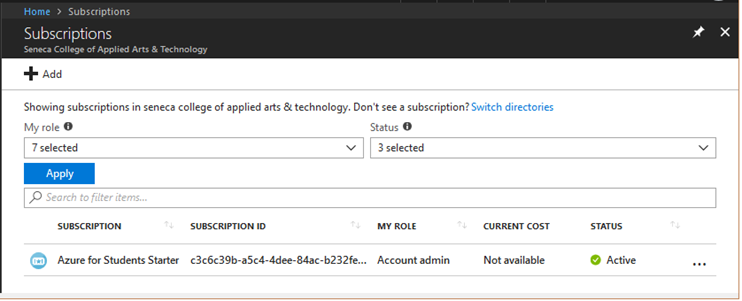 Home > Subscriptions
Subscriptions
Seneca College of Applied Arts & Technology
Add
Showing subscriptions in seneca college of applied arts & technology. Don't see a subscription? Switch directories
My role Status
7 selected 3 selected
Apply
Search to filter items...
SUBSCRIPTION SUBSCRIPTION ID MY ROLE CURRENT COST STATUS
Azure for Students Starter c3c6c39b-a5c4-4dee-84ac-b232fe... Account admin Not available Active ...